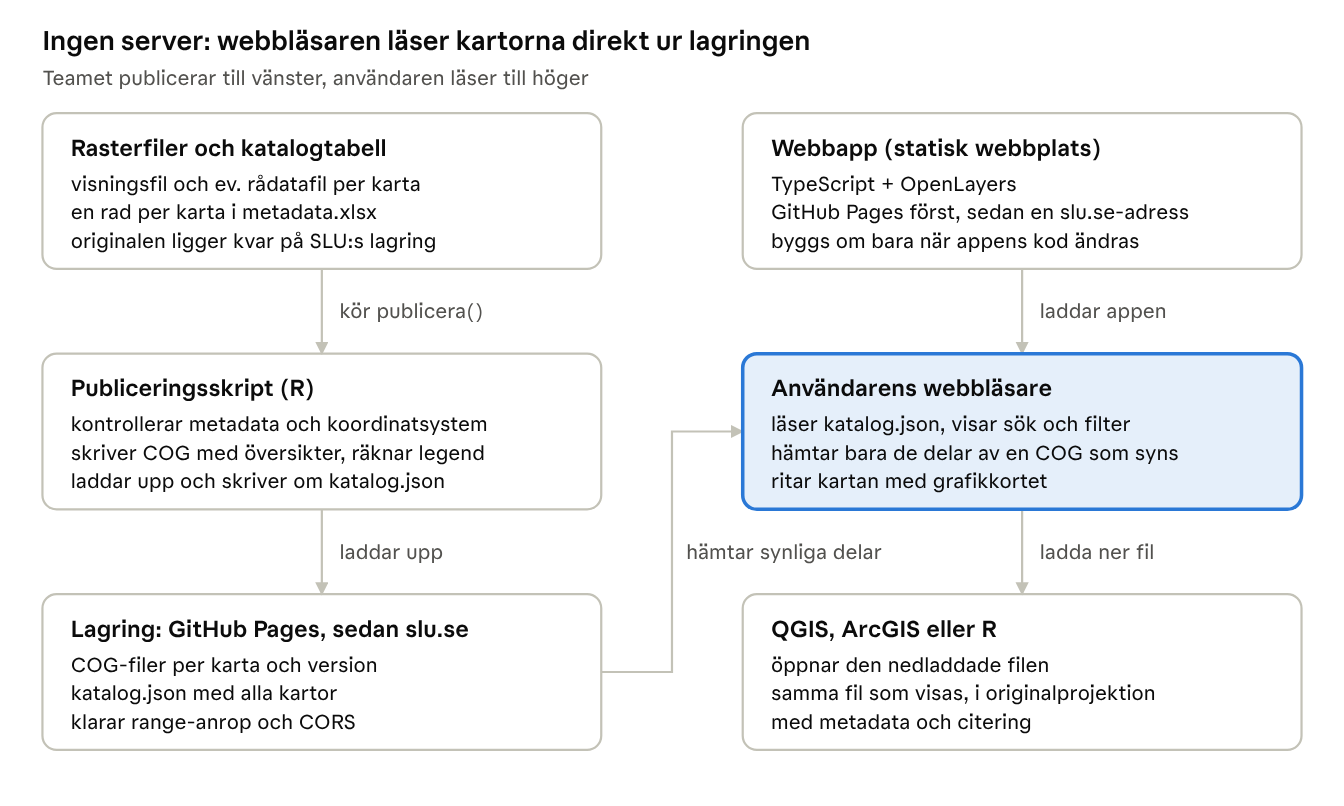 Ingen server: webbläsaren läser kartorna direkt ur lagringen
Teamet publicerar till vänster, användaren läser till höger
Rasterfiler och katalogtabell
visningsfil och ev. rådatafil per karta
en rad per karta i metadata.xlsx
originalen ligger kvar på SLU:s lagring
kör publicera()
Publiceringsskript (R)
kontrollerar metadata och koordinatsystem
skriver COG med översikter, räknar legend
laddar upp och skriver om katalog.json
laddar upp
Lagring: GitHub Pages, sedan slu.se
COG-filer per karta och version
katalog.json med alla kartor
klarar range-anrop och CORS
hämtar synliga delar
Webbapp (statisk webbplats)
TypeScript + OpenLayers
GitHub Pages först, sedan en slu.se-adress
byggs om bara när appens kod ändras
laddar appen
Användarens webbläsare
läser katalog.json, visar sök och filter
hämtar bara de delar av en COG som syns
ritar kartan med grafikkortet
ladda ner fil
QGIS, ArcGIS eller R
öppnar den nedladdade filen
samma fil som visas, i originalprojektion
med metadata och citering